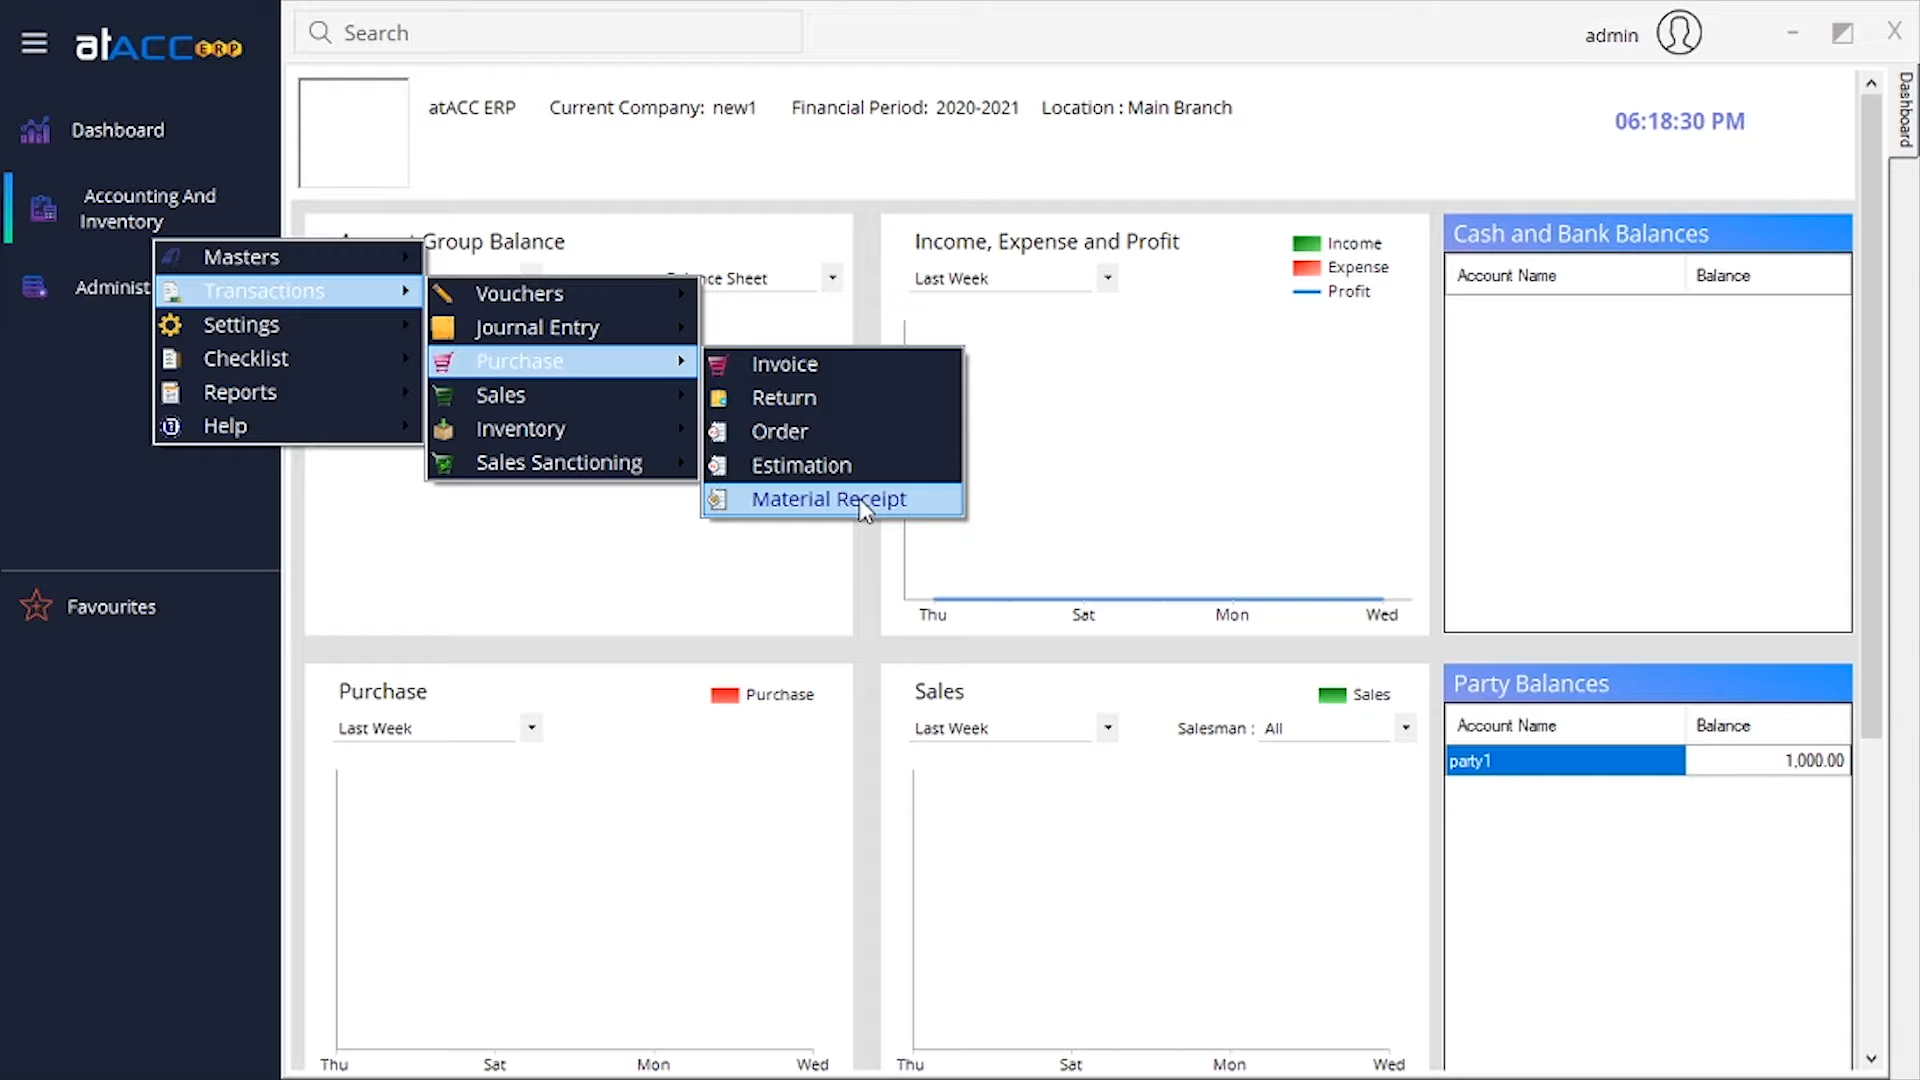 atACC ERP
Search
admin
Dashboard
Dashboard
Accounting And
Inventory
Administ
Favourites
atACC ERP Current Company: new1 Financial Period: 2020-2021 Location : Main Branch
06:18:30 PM
Masters
Transactions
Settings
Checklist
Reports
Help
Vouchers
Journal Entry
Purchase
Sales
Inventory
Sales Sanctioning
Invoice
Return
Order
Estimation
Material Receipt
Group Balance
nce Sheet
Income, Expense and Profit
Last Week
Income
Expense
Profit
Thu Sat Mon Wed
Cash and Bank Balances
Account Name Balance
Purchase
Last Week
Purchase
Thu Sat Mon Wed
Sales
Last Week
Salesman : All
Sales
Thu Sat Mon Wed
Party Balances
Account Name Balance
party1 1,000.00